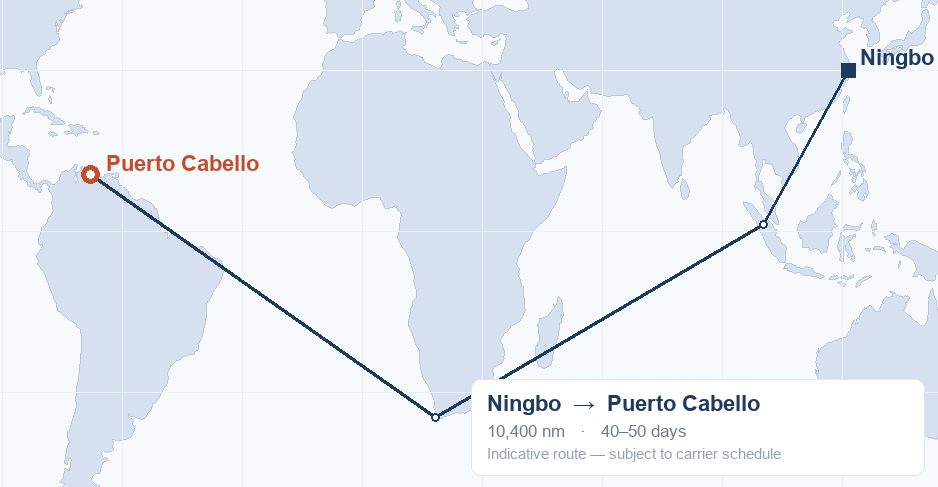 Ningbo
Puerto Cabello
Ningbo → Puerto Cabello
10,400 nm · 40–50 days
Indicative route — subject to carrier schedule